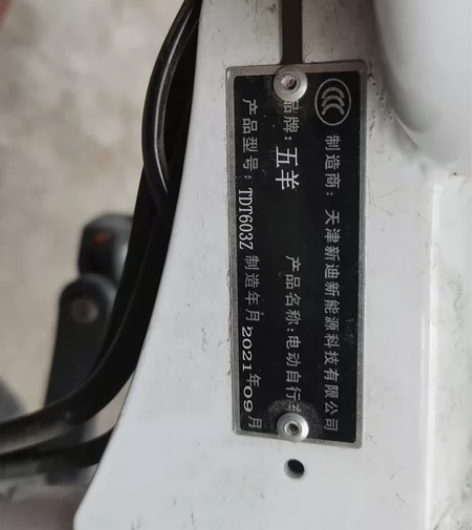 制造商：天津新迪新能源科技有限公司
品牌：五羊 产品名称：电动自行
产品型号：TDT603Z 制造年月2021年09月